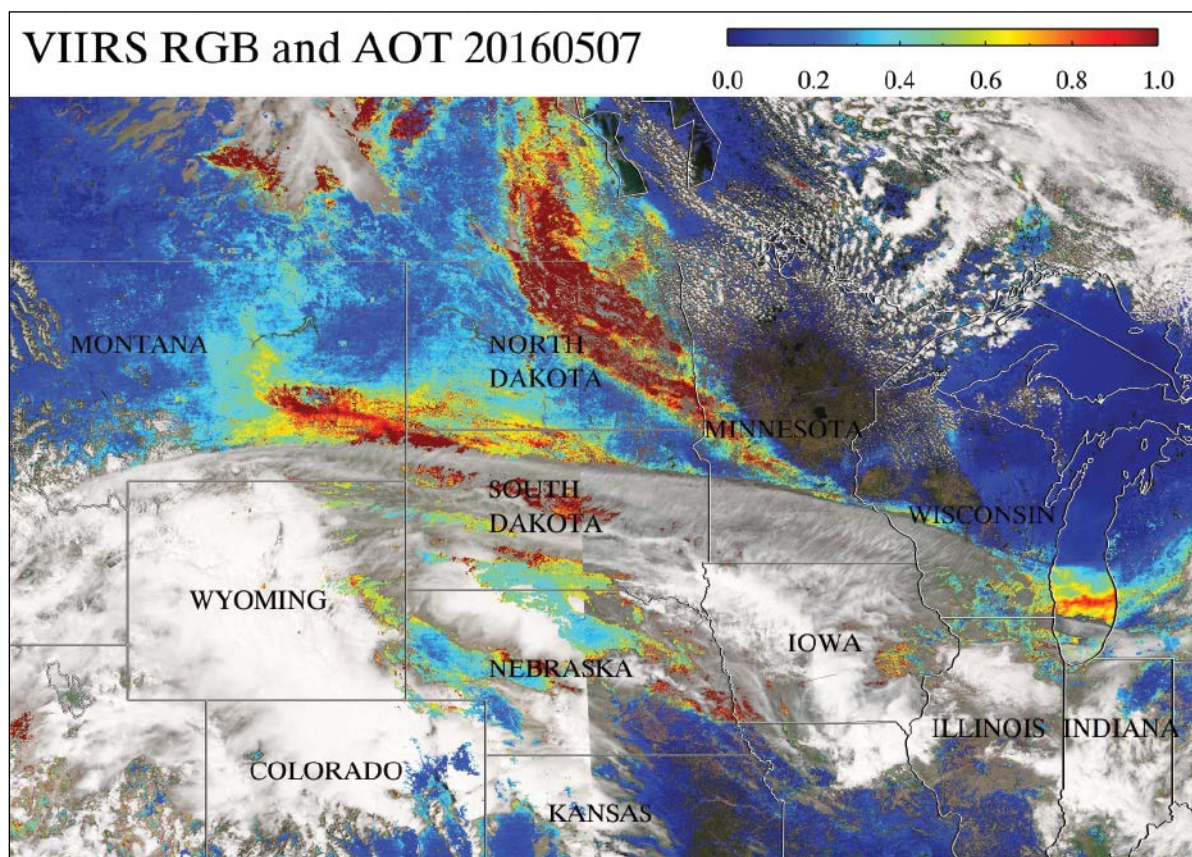 VIIRS RGB and AOT 20160507
0.0 0.2 0.4 0.6 0.8 1.0
MONTANA
NORTH
DAKOTA
MINNESOTA
SOUTH
DAKOTA
WISCONSIN
WYOMING
IOWA
NEBRASKA
ILLINOIS INDIANA
COLORADO
KANSAS